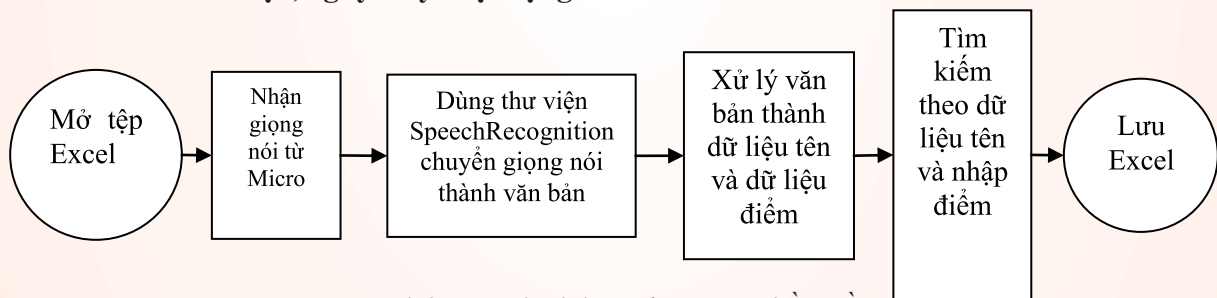 Mở tệp
Excel
Nhận
giọng
nói từ
Micro
Dùng thư viện
SpeechRecognition
chuyển giọng nói
thành văn bản
Xử lý văn
bản thành
dữ liệu tên
và dữ liệu
điểm
Tìm
kiếm
theo dữ
liệu tên
và nhập
điểm
Lưu
Excel